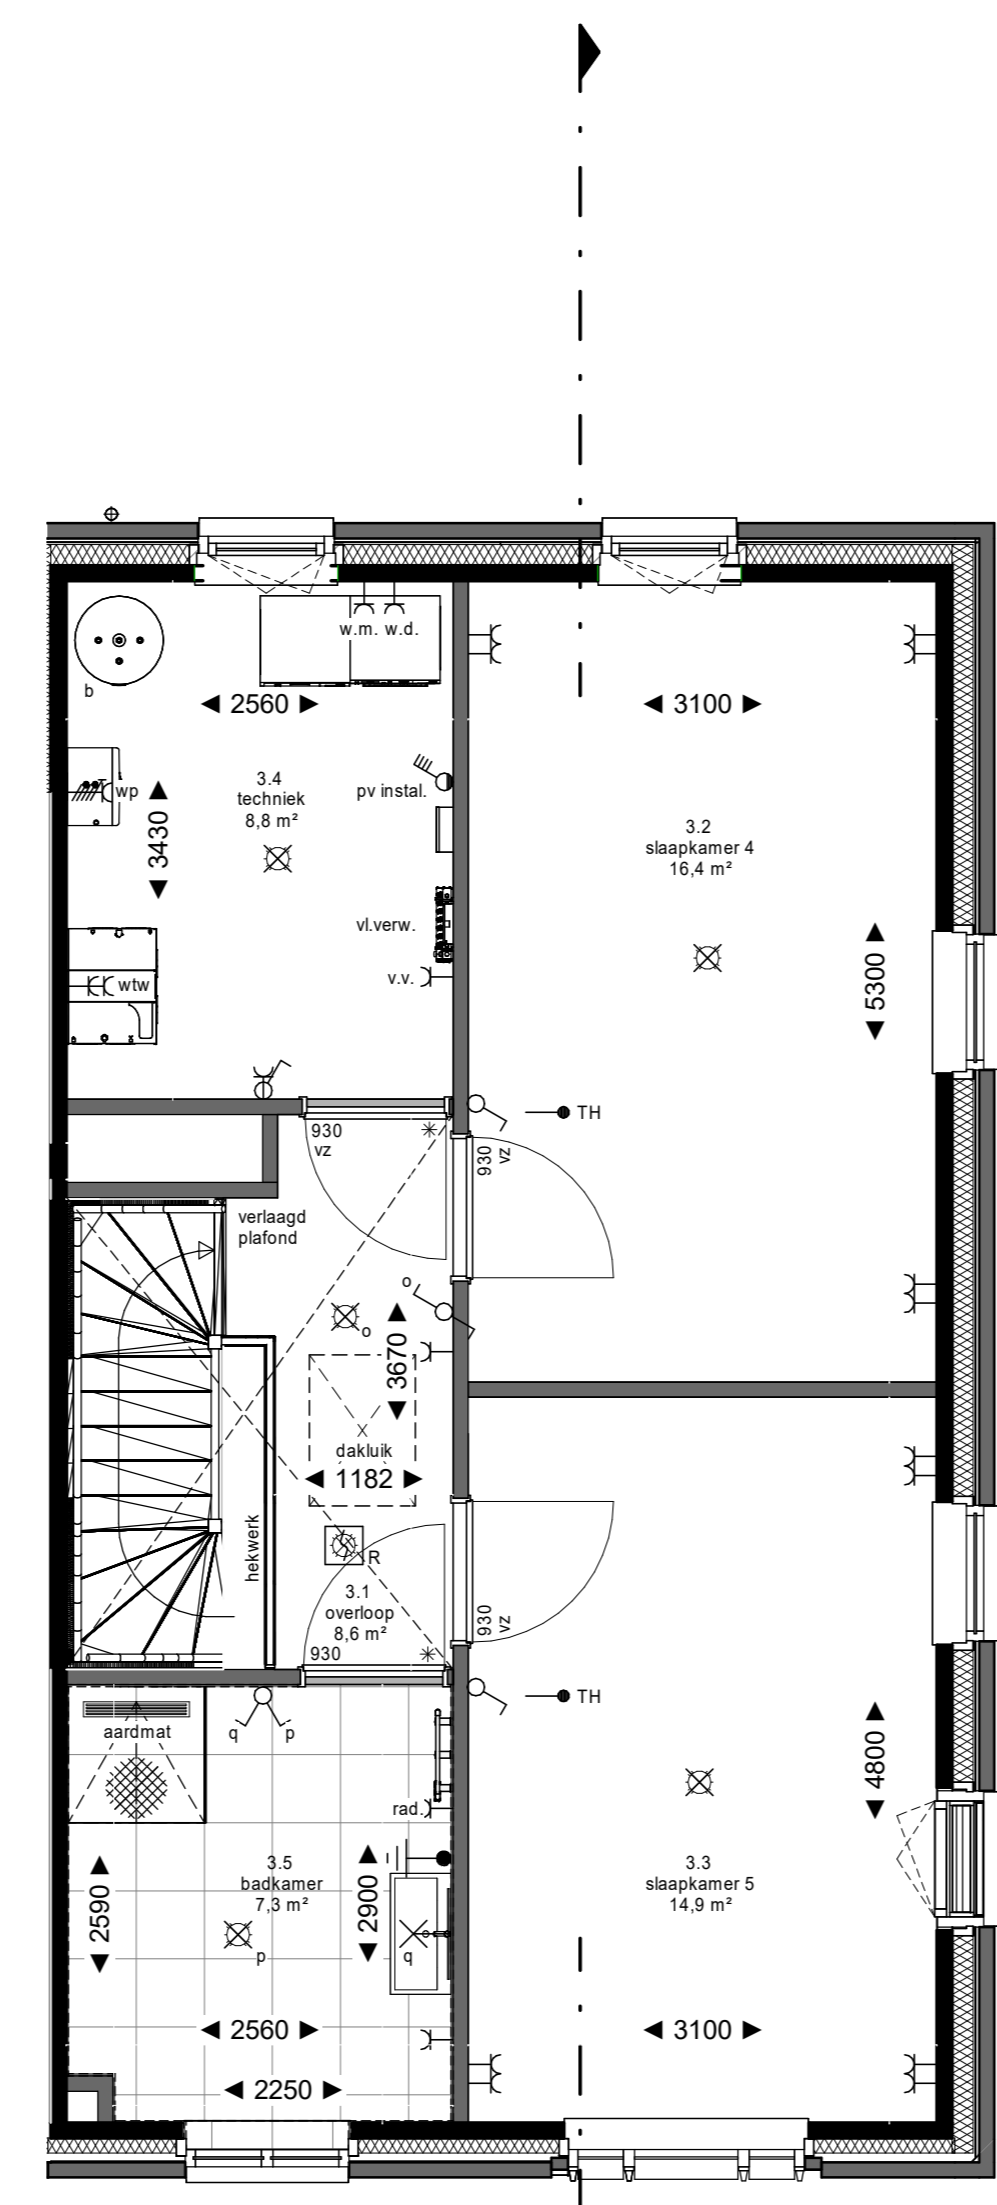 w.m. w.d.
b
2560
3100
3.4
techniek
8,8 m²
wp
3430
pv instal.
3.2
slaapkamer 4
16,4 m²
vl.verw.
v.v.
wtw
5300
TH
930
vz
930
vz
verlaagd
plafond
o
o
3670
dakluik
1182
hekwerk
R
3.1
overloop
8,6 m²
930
930
vz
TH
aardmat
q
p
rad.
4800
3.5
badkamer
7,3 m²
2590
2900
3.3
slaapkamer 5
14,9 m²
p
q
2560
3100
2250